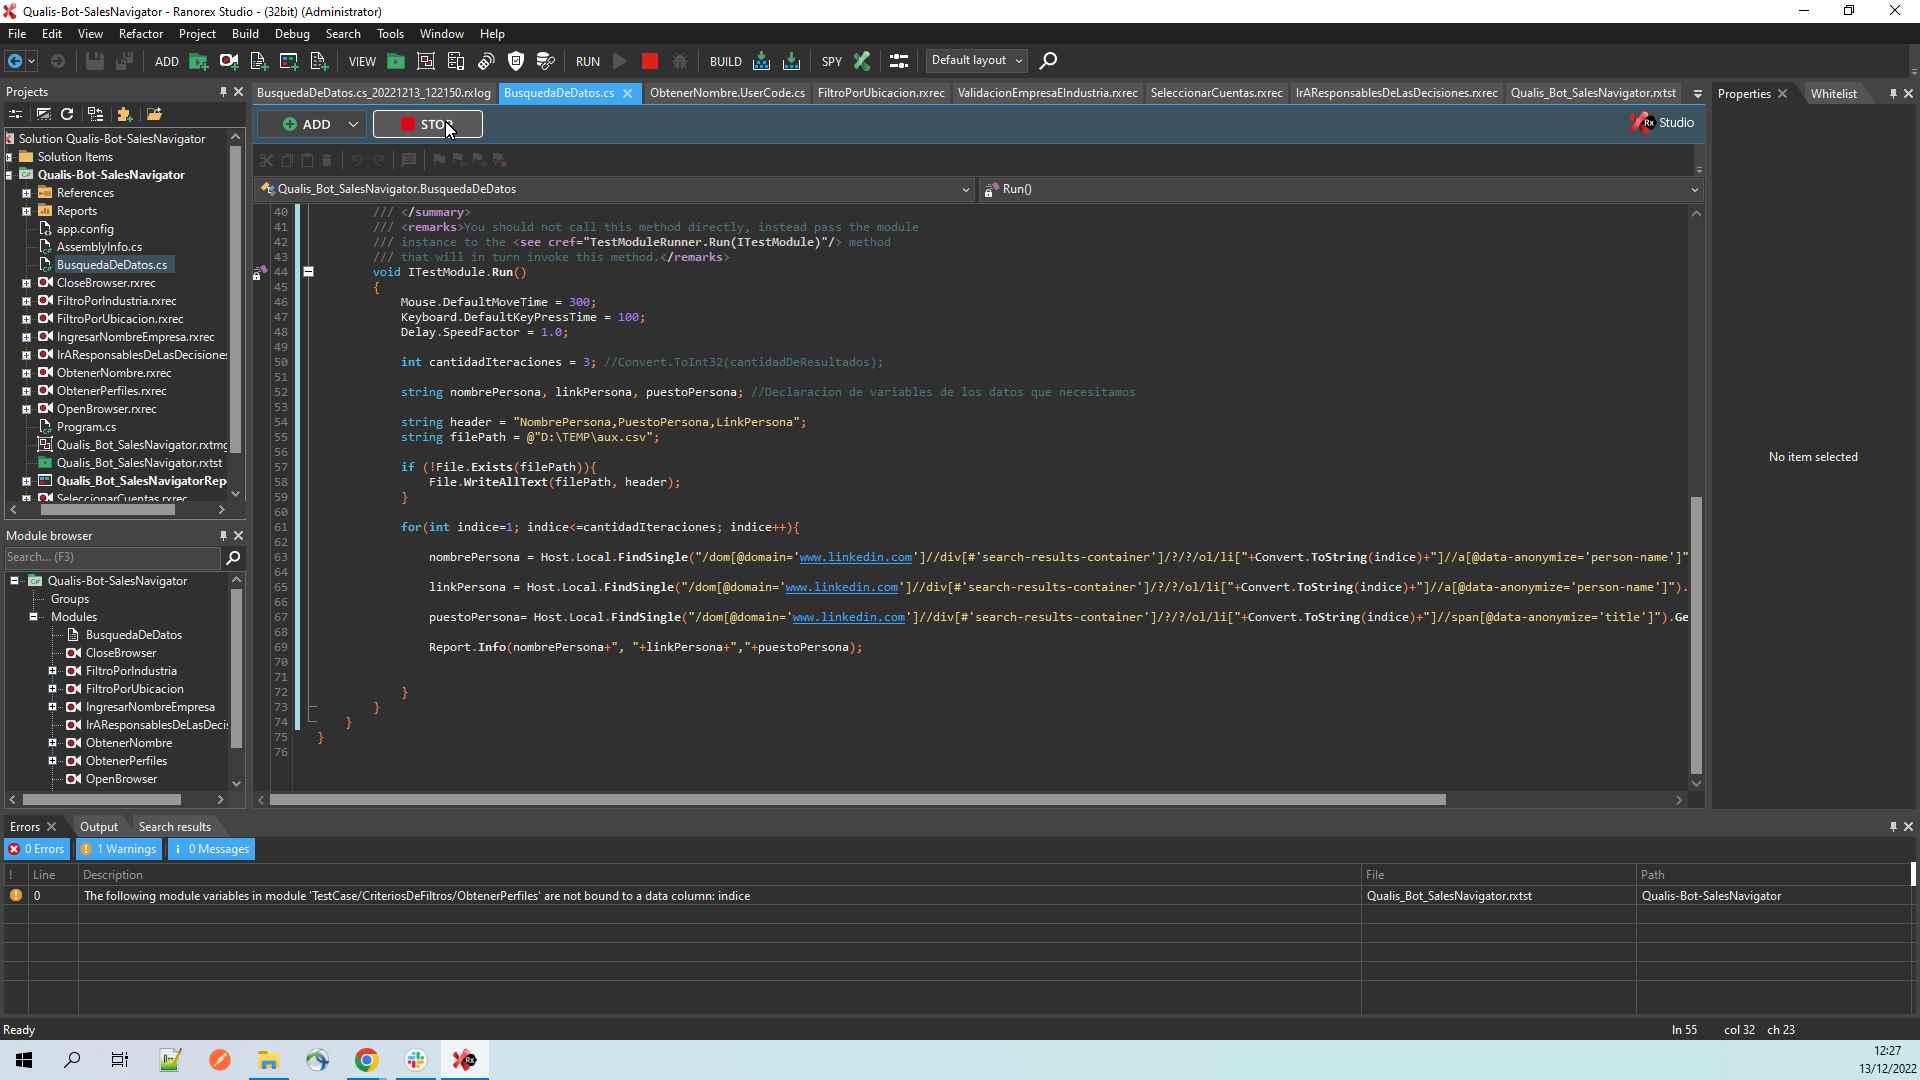 Qualis-Bot-SalesNavigator - Ranorex Studio - (32bit) (Administrator)
File Edit View Refactor Project Build Debug Search Tools Window Help
ADD VIEW RUN BUILD SPY Default layout
Projects
Solution Qualis-Bot-SalesNavigator
Solution Items
Qualis-Bot-SalesNavigator
References
Reports
app.config
AssemblyInfo.cs
BusquedaDeDatos.cs
CloseBrowser.rxrec
FiltroPorIndustria.rxrec
FiltroPorUbicacion.rxrec
IngresarNombreEmpresa.rxrec
IrAResponsablesDeLasDecisiones
ObtenerNombre.rxrec
ObtenerPerfiles.rxrec
OpenBrowser.rxrec
Program.cs
Qualis_Bot_SalesNavigator.rxtmg
Qualis_Bot_SalesNavigator.rxtst
Qualis_Bot_SalesNavigatorRep
SeleccionarCuentas.rxrec
Module browser
Search... (F3)
Qualis-Bot-SalesNavigator
Groups
Modules
BusquedaDeDatos
CloseBrowser
FiltroPorIndustria
FiltroPorUbicacion
IngresarNombreEmpresa
IrAResponsablesDeLasDecis
ObtenerNombre
ObtenerPerfiles
OpenBrowser
BusquedaDeDatos.cs_20221213_122150.rxlog BusquedaDeDatos.cs ObtenerNombre.UserCode.cs FiltroPorUbicacion.rxrec ValidacionEmpresaEIndustria.rxrec SeleccionarCuentas.rxrec IrAResponsablesDeLasDecisiones.rxrec Qualis_Bot_SalesNavigator.rxtst
ADD STOP Rx Studio
Qualis_Bot_SalesNavigator.BusquedaDeDatos Run()
40 /// </summary>
41 /// <remarks>You should not call this method directly, instead pass the module
42 /// instance to the <see cref="TestModuleRunner.Run(ITestModule)"/> method
43 /// that will in turn invoke this method.</remarks>
44 void ITestModule.Run()
45 {
46 Mouse.DefaultMoveTime = 300;
47 Keyboard.DefaultKeyPressTime = 100;
48 Delay.SpeedFactor = 1.0;
49
50 int cantidadIteraciones = 3; //Convert.ToInt32(cantidadDeResultados);
51
52 string nombrePersona, linkPersona, puestoPersona; //Declaracion de variables de los datos que necesitamos
53
54 string header = "NombrePersona,PuestoPersona,LinkPersona";
55 string filePath = @"D:\TEMP\aux.csv";
56
57 if (!File.Exists(filePath)){
58 File.WriteAllText(filePath, header);
59 }
60
61 for(int indice=1; indice<=cantidadIteraciones; indice++){
62
63 nombrePersona = Host.Local.FindSingle("/dom[@domain='www.linkedin.com']//div[#'search-results-container']/?/?/ol/li["+Convert.ToString(indice)+"]//a[@data-anonymize='person-name']"
64
65 linkPersona = Host.Local.FindSingle("/dom[@domain='www.linkedin.com']//div[#'search-results-container']/?/?/ol/li["+Convert.ToString(indice)+"]//a[@data-anonymize='person-name']").
66
67 puestoPersona= Host.Local.FindSingle("/dom[@domain='www.linkedin.com']//div[#'search-results-container']/?/?/ol/li["+Convert.ToString(indice)+"]//span[@data-anonymize='title']").Ge
68
69 Report.Info(nombrePersona+", "+linkPersona+","+puestoPersona);
70
71
72 }
73 }
74 }
75 }
76
Properties Whitelist
No item selected
Errors Output Search results
0 Errors 1 Warnings 0 Messages
! Line Description File Path
0 The following module variables in module 'TestCase/CriteriosDeFiltros/ObtenerPerfiles' are not bound to a data column: indice Qualis_Bot_SalesNavigator.rxtst Qualis-Bot-SalesNavigator
Ready ln 55 col 32 ch 23
12:27
13/12/2022